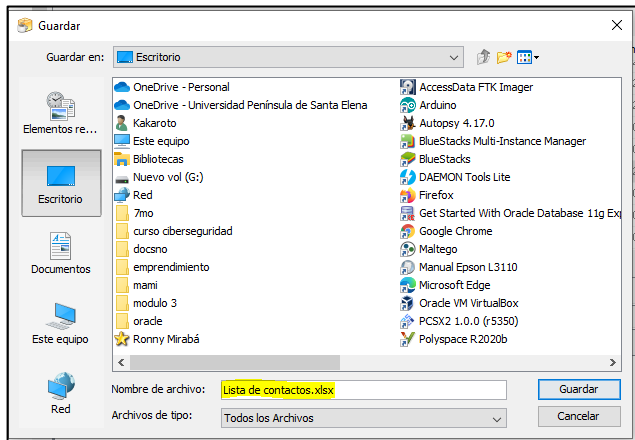 Guardar
Guardar en: Escritorio
Elementos re...
Escritorio
Documentos
Este equipo
Red
OneDrive - Personal
OneDrive - Universidad Península de Santa Elena
Kakaroto
Este equipo
Bibliotecas
Nuevo vol (G:)
Red
7mo
curso ciberseguridad
docsno
emprendimiento
mami
modulo 3
oracle
Ronny Mirabá
AccessData FTK Imager
Arduino
Autopsy 4.17.0
BlueStacks Multi-Instance Manager
BlueStacks
DAEMON Tools Lite
Firefox
Get Started With Oracle Database 11g Exp
Google Chrome
Maltego
Manual Epson L3110
Microsoft Edge
Oracle VM VirtualBox
PCSX2 1.0.0 (r5350)
Polyspace R2020b
Nombre de archivo: Lista de contactos.xlsx
Guardar
Archivos de tipo: Todos los Archivos
Cancelar